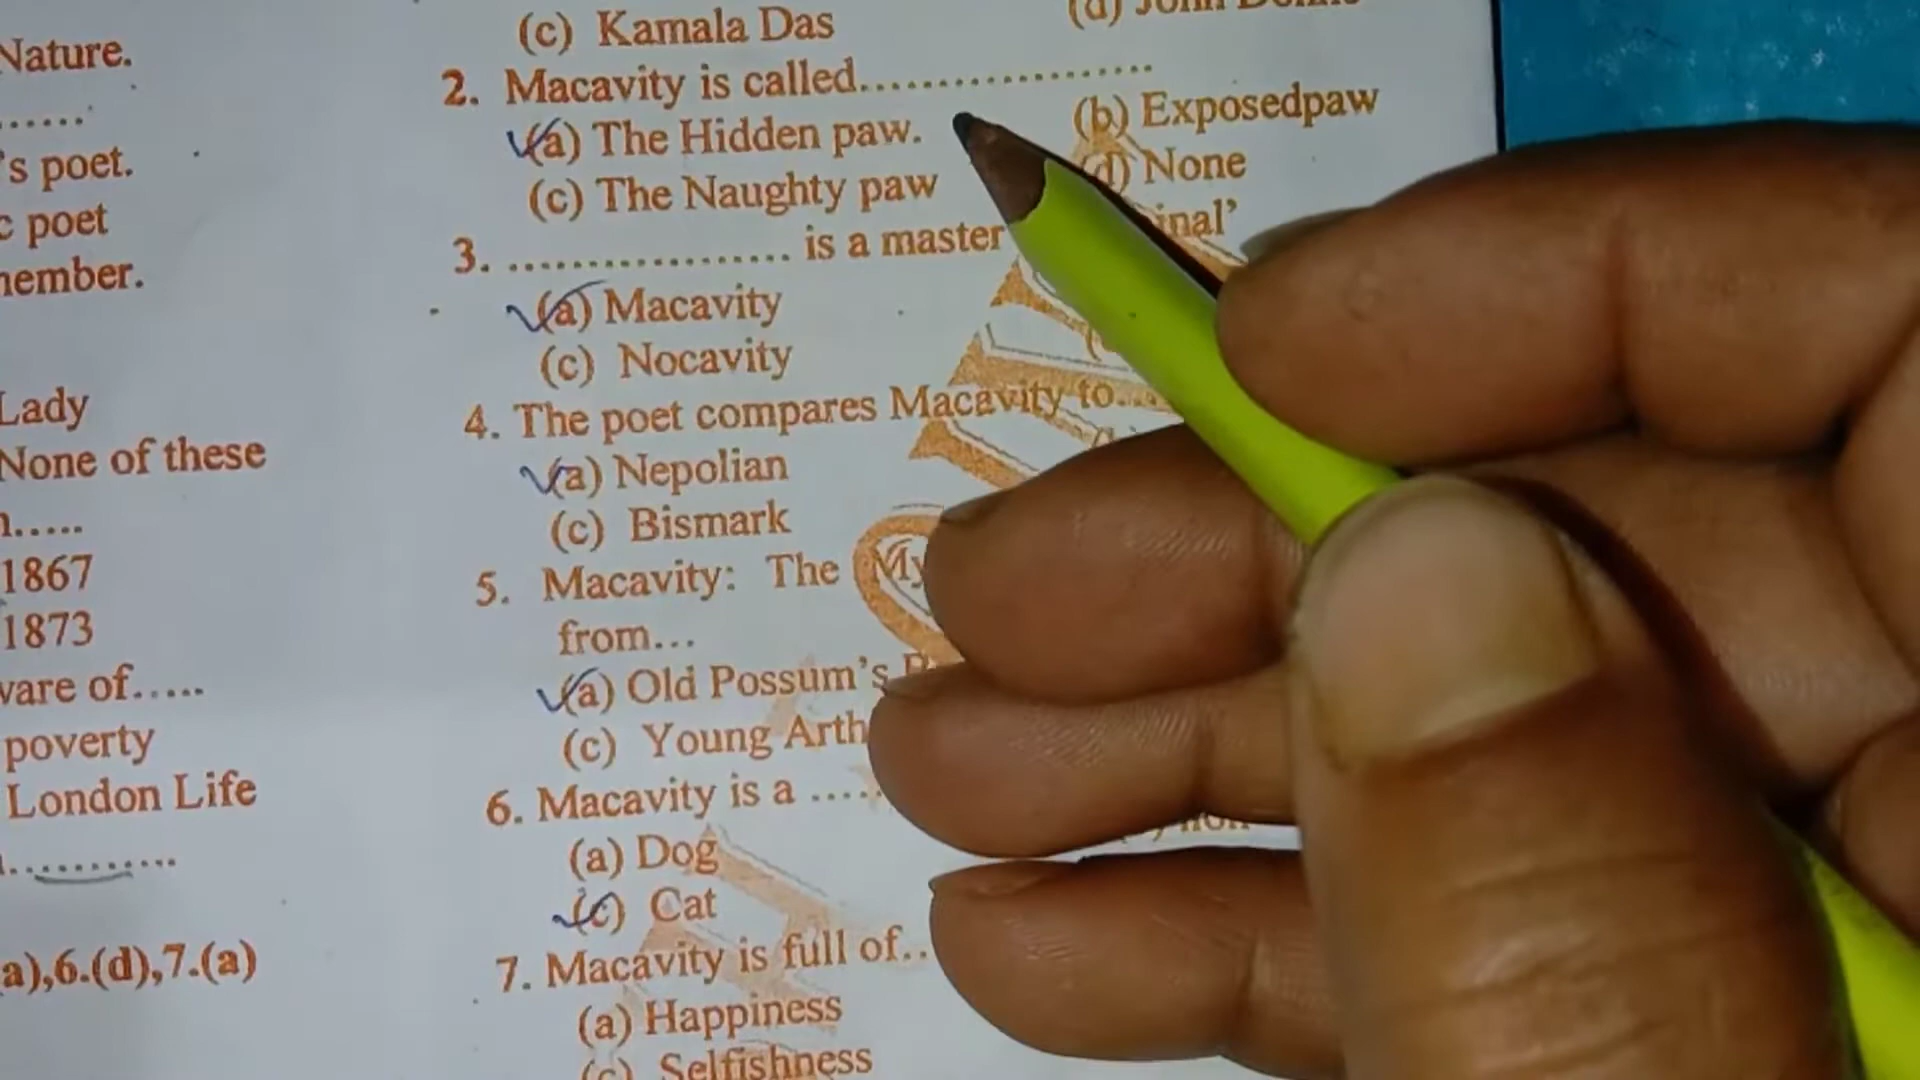 Nature.
......
's poet.
c poet
Lady
None of these
.....
1867
1873
of.....
poverty
London Life
...........
a),6.(d),7.(a)
(c) Kamala Das
(d) John
2. Macavity is called...................
(a) The Hidden paw.
(b) Exposedpaw
(c) The Naughty paw
(d) None
3. .................. is a master
(a) Macavity
(c) Nocavity
4. The poet compares Macavity to....
(a) Nepolian
(c) Bismark
5. Macavity: The My
from...
(a) Old Possum's
(c) Young Arth
6. Macavity is a .....
(a) Dog
(c) Cat
7. Macavity is full of..
(a) Happiness
(c) Selfishness